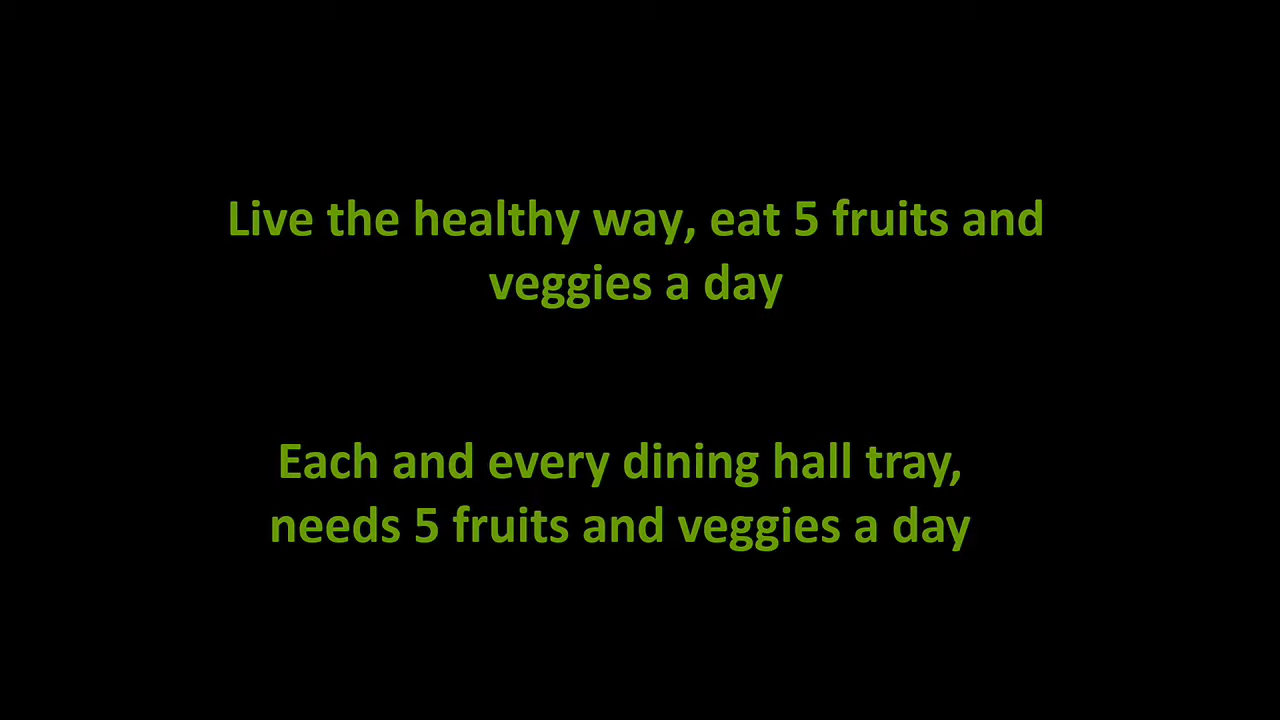 Live the healthy way, eat 5 fruits and
veggies a day
Each and every dining hall tray,
needs 5 fruits and veggies a day